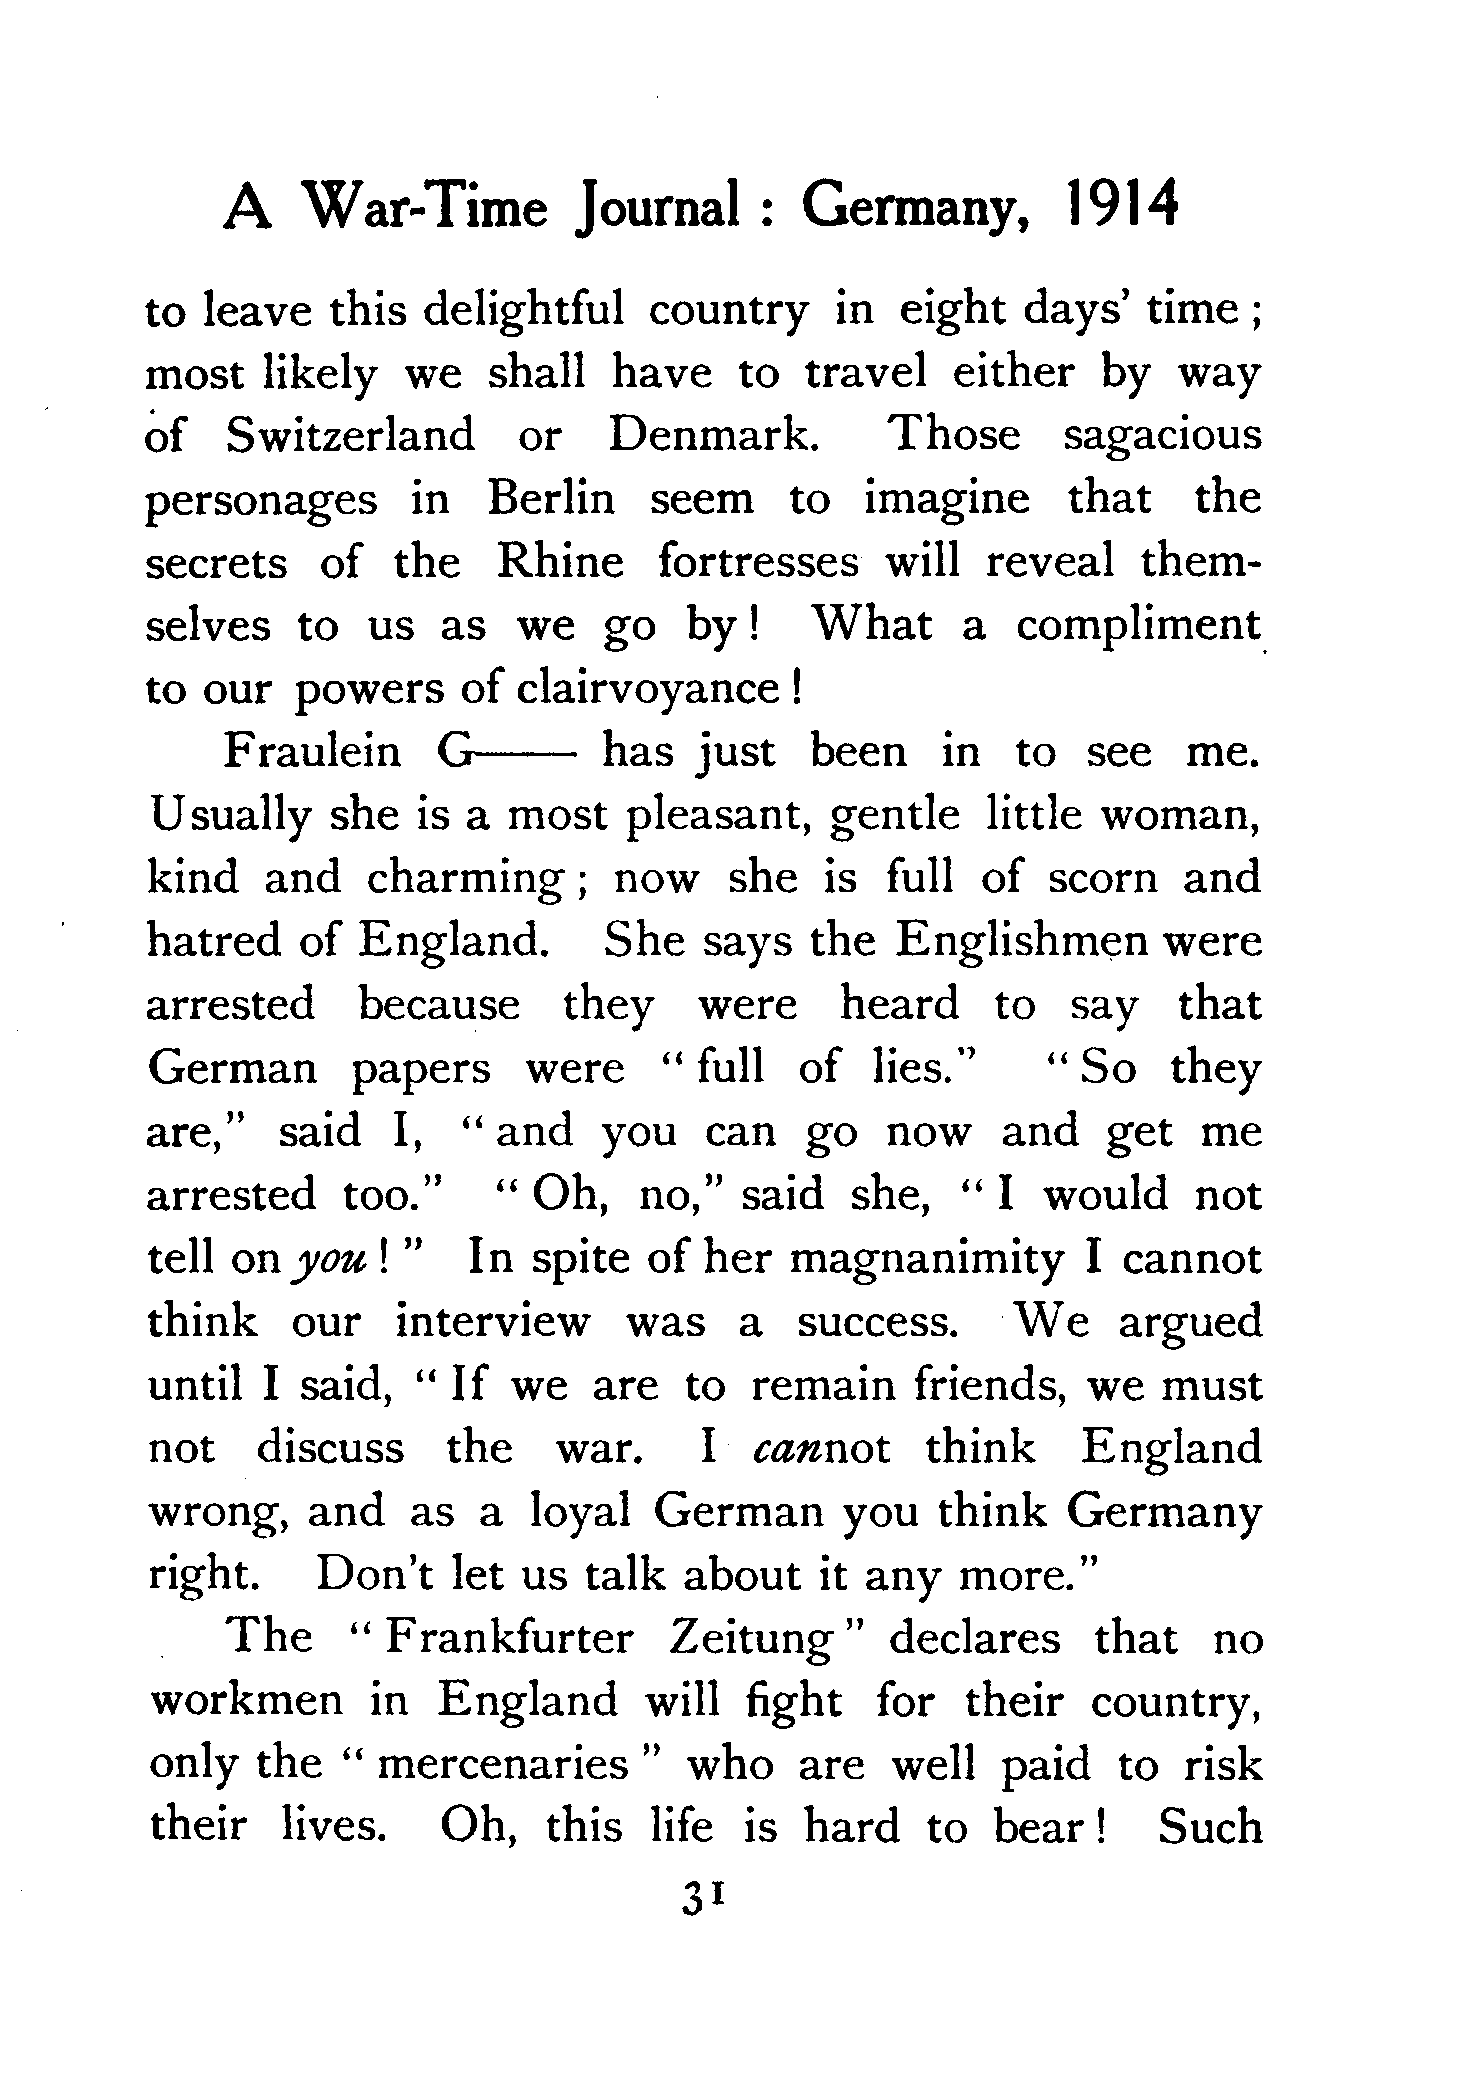 A War-Time Journal : Germany, 1914
to leave this delightful country in eight days' time ;
most likely we shall have to travel either by way
of Switzerland or Denmark. Those sagacious
personages in Berlin seem to imagine that the
secrets of the Rhine fortresses will reveal them-
selves to us as we go by ! What a compliment
to our powers of clairvoyance !
Fraulein G—— has just been in to see me.
Usually she is a most pleasant, gentle little woman,
kind and charming ; now she is full of scorn and
hatred of England. She says the Englishmen were
arrested because they were heard to say that
German papers were “ full of lies.” “ So they
are,” said I, “ and you can go now and get me
arrested too.” “ Oh, no,” said she, “ I would not
tell on you ! ” In spite of her magnanimity I cannot
think our interview was a success. We argued
until I said, “ If we are to remain friends, we must
not discuss the war. I cannot think England
wrong, and as a loyal German you think Germany
right. Don't let us talk about it any more.”
The “ Frankfurter Zeitung ” declares that no
workmen in England will fight for their country,
only the “ mercenaries ” who are well paid to risk
their lives. Oh, this life is hard to bear ! Such
31